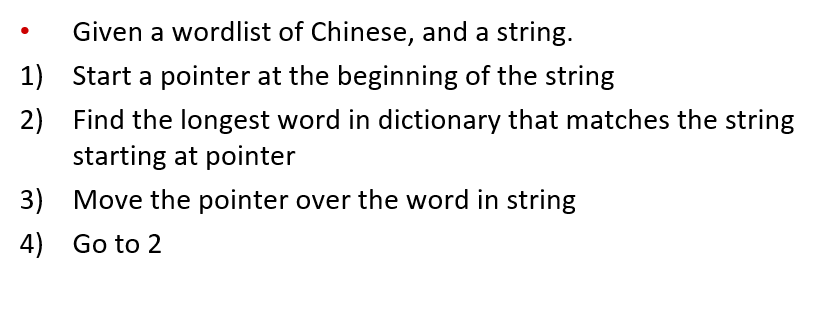 • Given a wordlist of Chinese, and a string.
1) Start a pointer at the beginning of the string
2) Find the longest word in dictionary that matches the string
starting at pointer
3) Move the pointer over the word in string
4) Go to 2